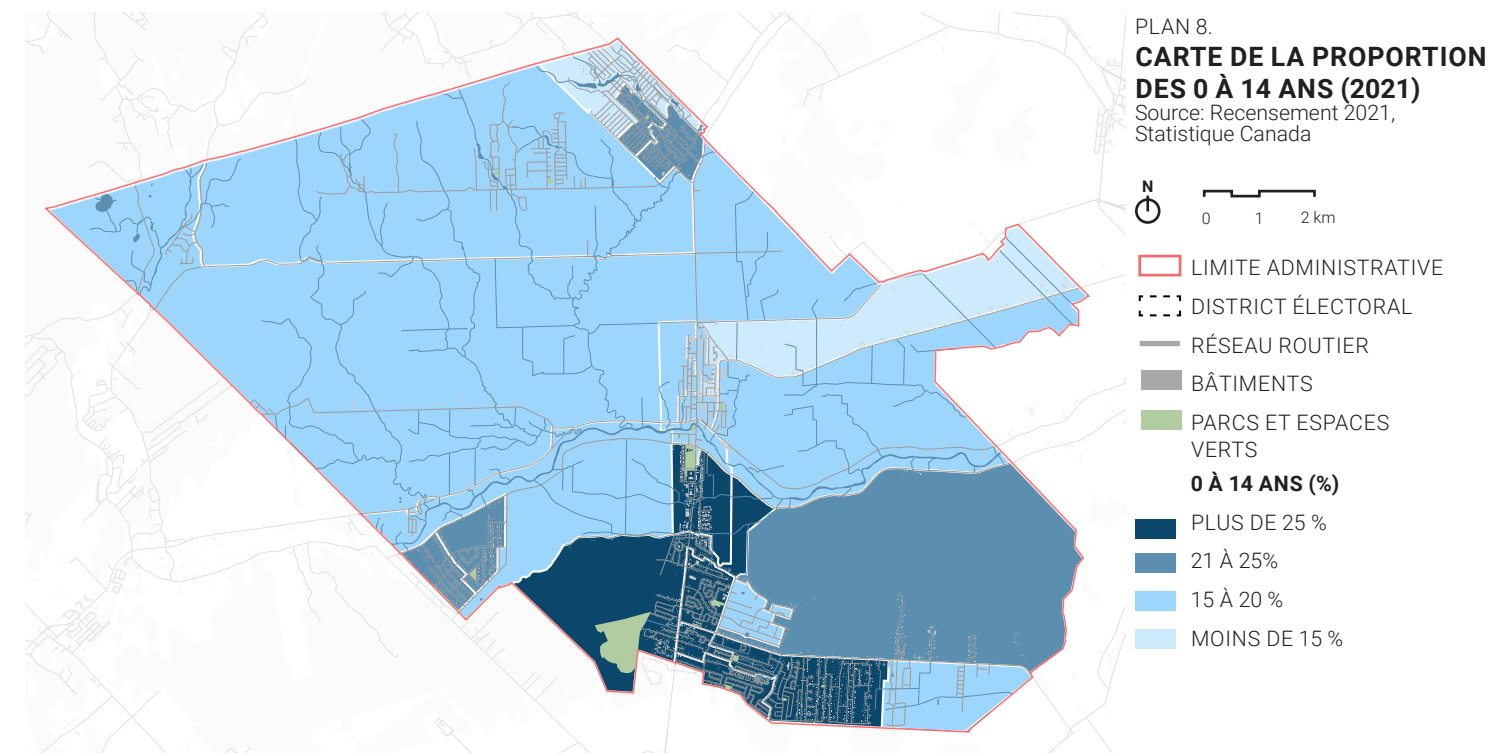 PLAN 8.
CARTE DE LA PROPORTION
DES 0 À 14 ANS (2021)
Source: Recensement 2021,
Statistique Canada
N
0 1 2 km
LIMITE ADMINISTRATIVE
DISTRICT ÉLECTORAL
RÉSEAU ROUTIER
BÂTIMENTS
PARCS ET ESPACES
VERTS
0 À 14 ANS (%)
PLUS DE 25 %
21 À 25%
15 À 20 %
MOINS DE 15 %